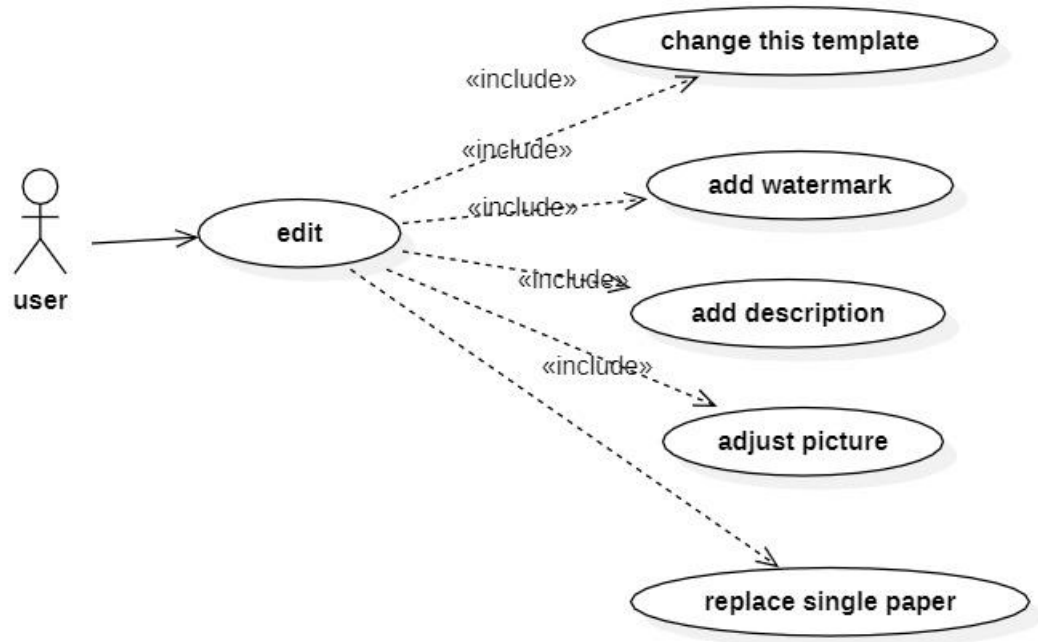 change this template
«include»
«include»
add watermark
«include»
edit
«include»
user
add description
«include»
adjust picture
replace single paper